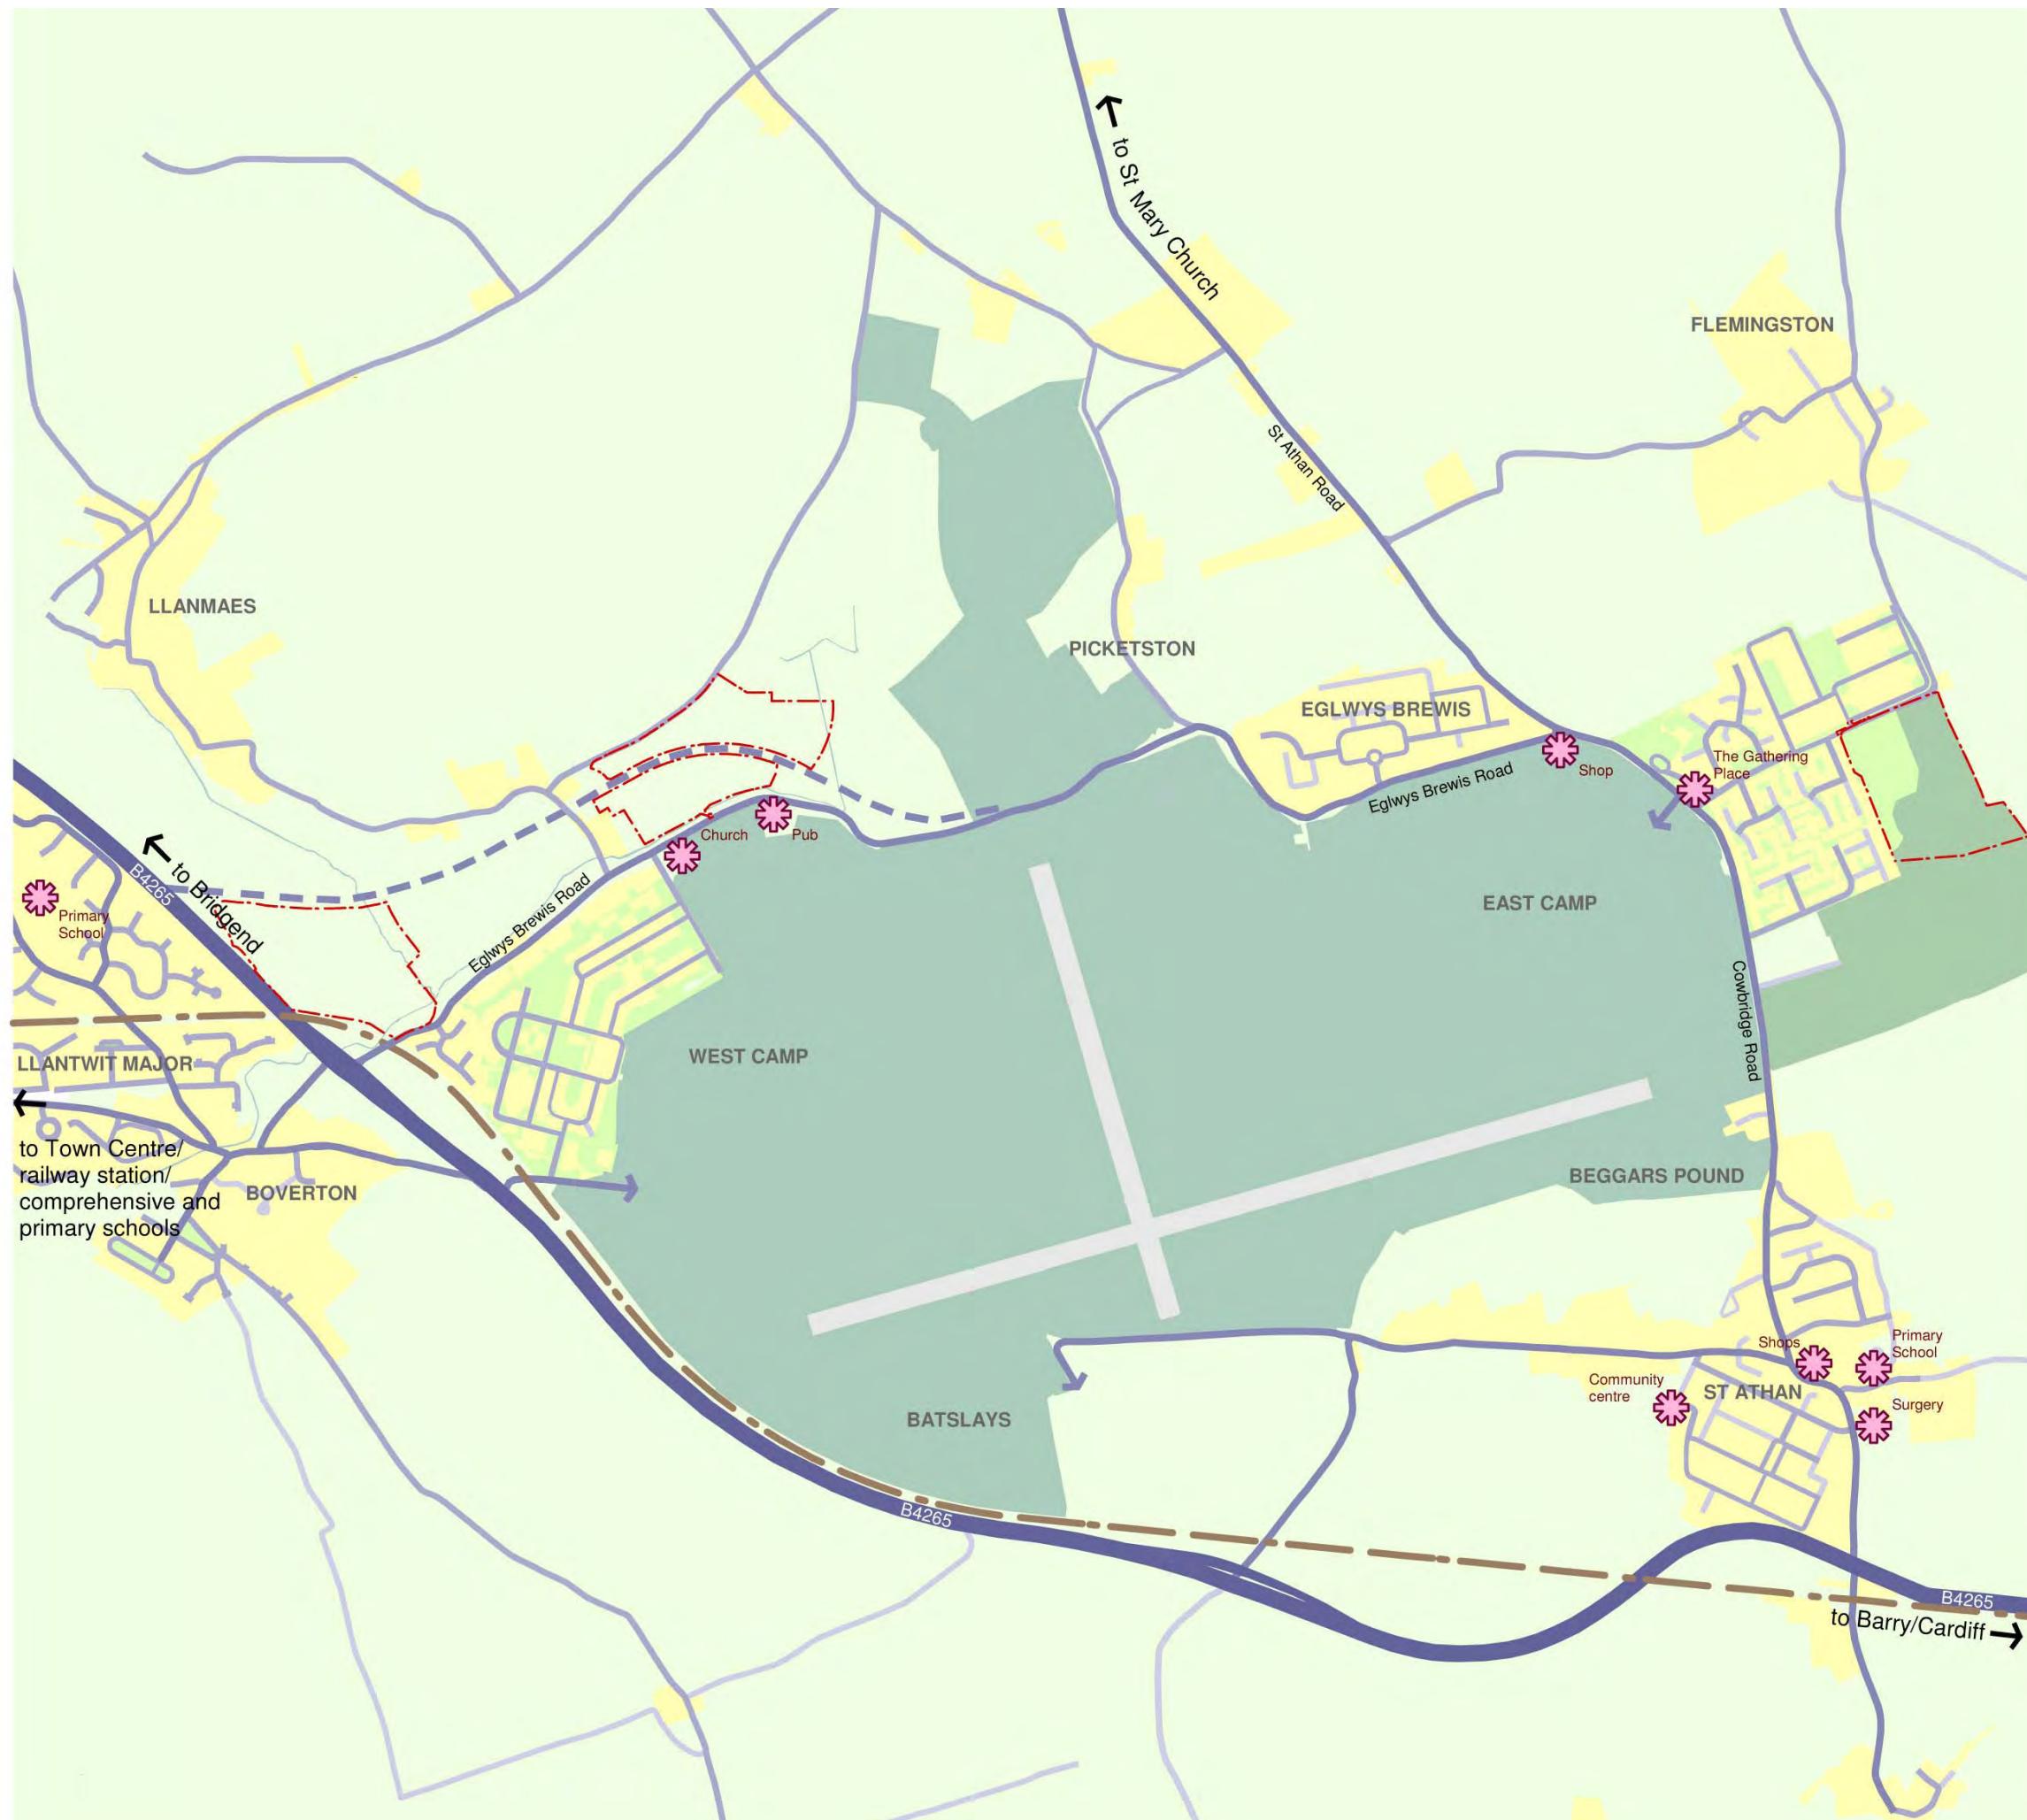 to St Mary Church
FLEMINGSTON
St Athan Road
LLANMAES
PICKETSTON
EGLWYS BREWIS
The Gathering
Place
Shop
Eglwys Brewis Road
Church
Pub
B4265
to Bridgend
Primary
School
Eglwys Brewis Road
EAST CAMP
Cowbridge Road
WEST CAMP
LLANTWIT MAJOR
to Town Centre/
railway station/
comprehensive and
primary schools
BOVERTON
BEGGARS POUND
Shops
Primary
School
Community
centre
ST ATHAN
Surgery
BATSLAYS
B4265
B4265
to Barry/Cardiff